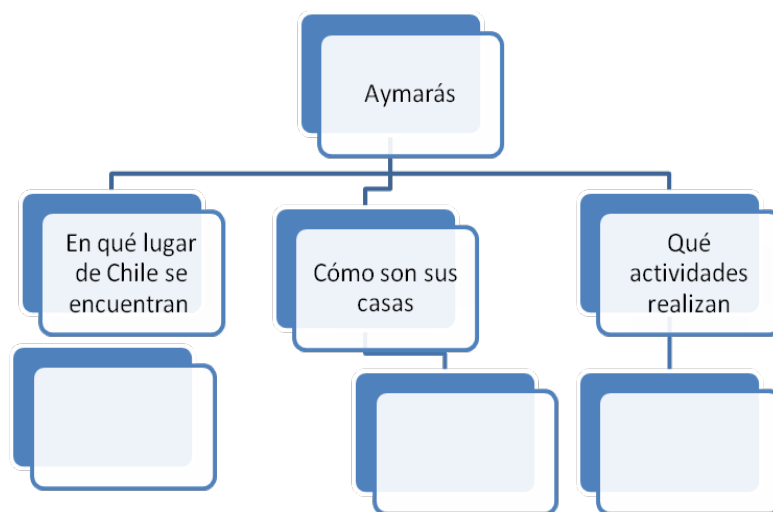 Aymarás
En qué lugar
de Chile se
encuentran
Cómo son sus
casas
Qué
actividades
realizan